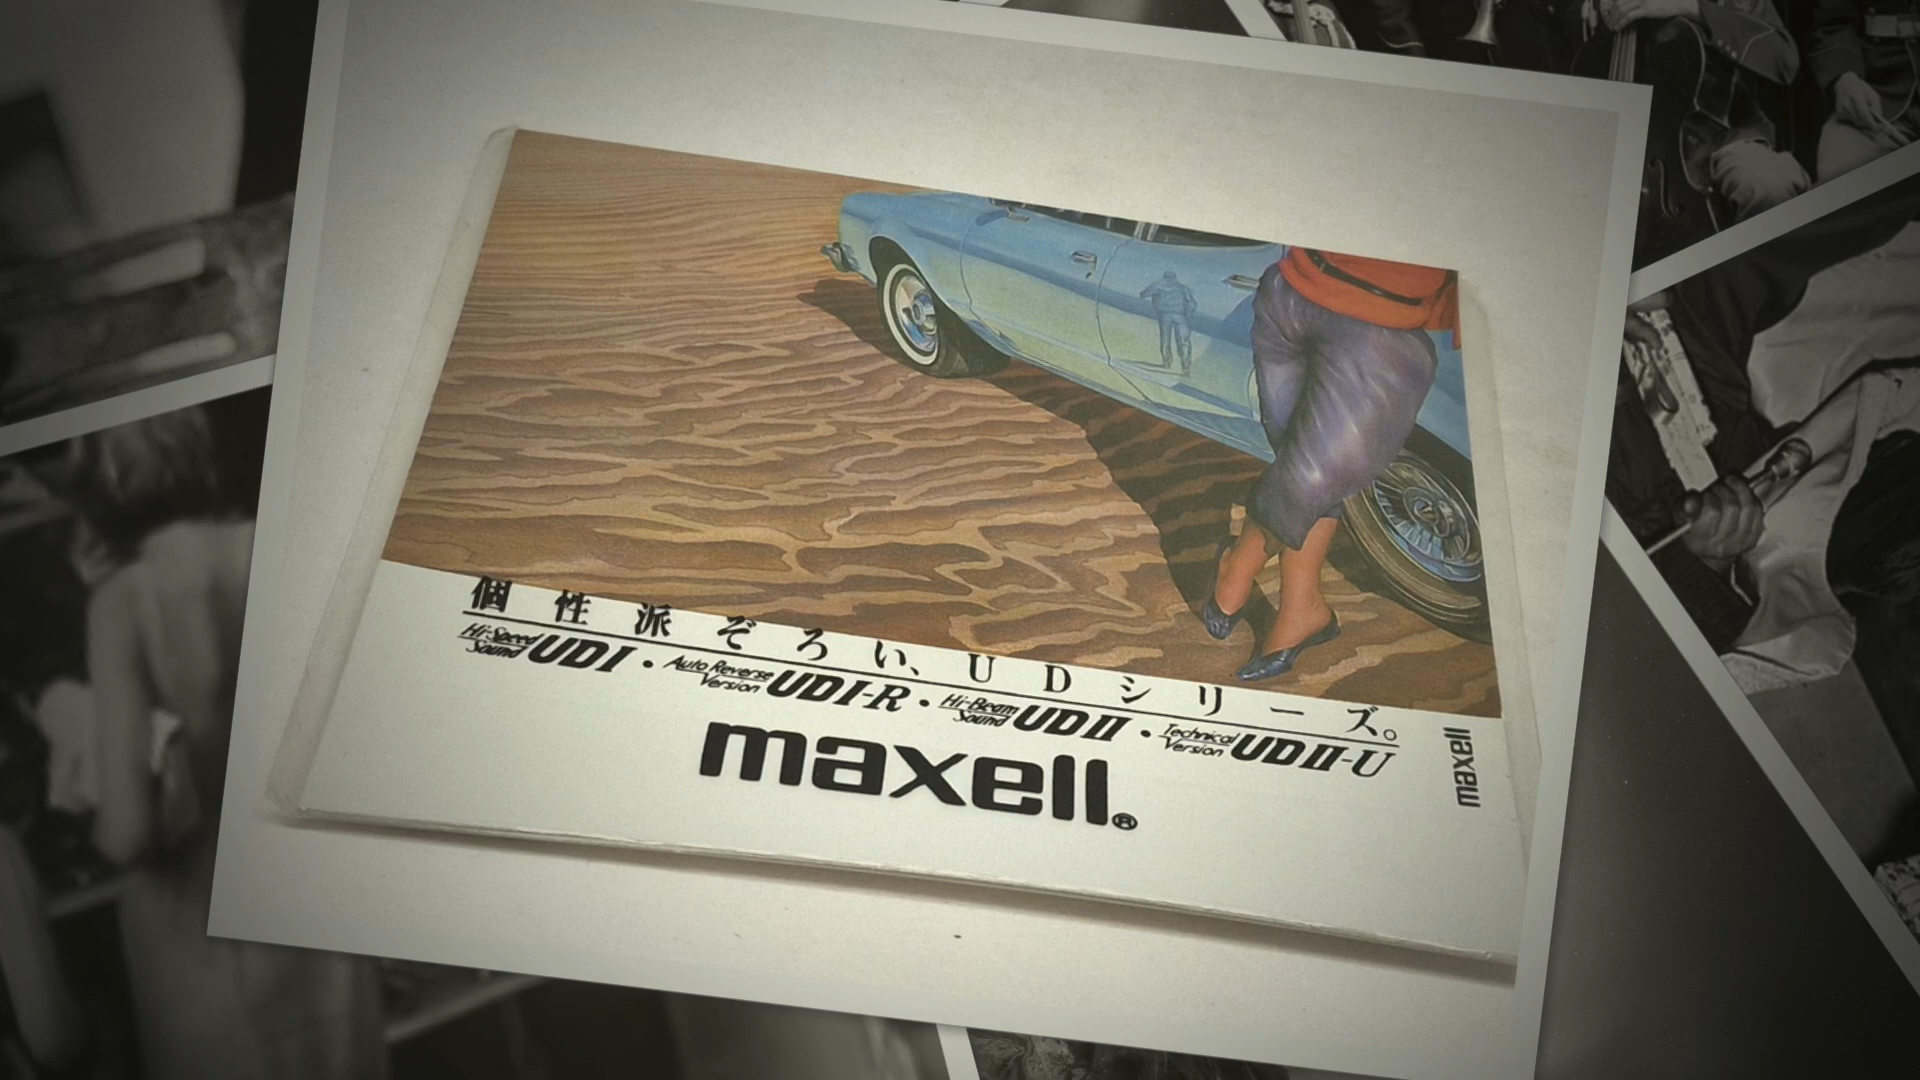 個性派ぞろい、UDシリーズ。
Hi-Speed Sound UDI・Auto Reverse Version UDI-R・Hi-Beam Sound UDII・Technical Version UDII-U
maxell®
maxell